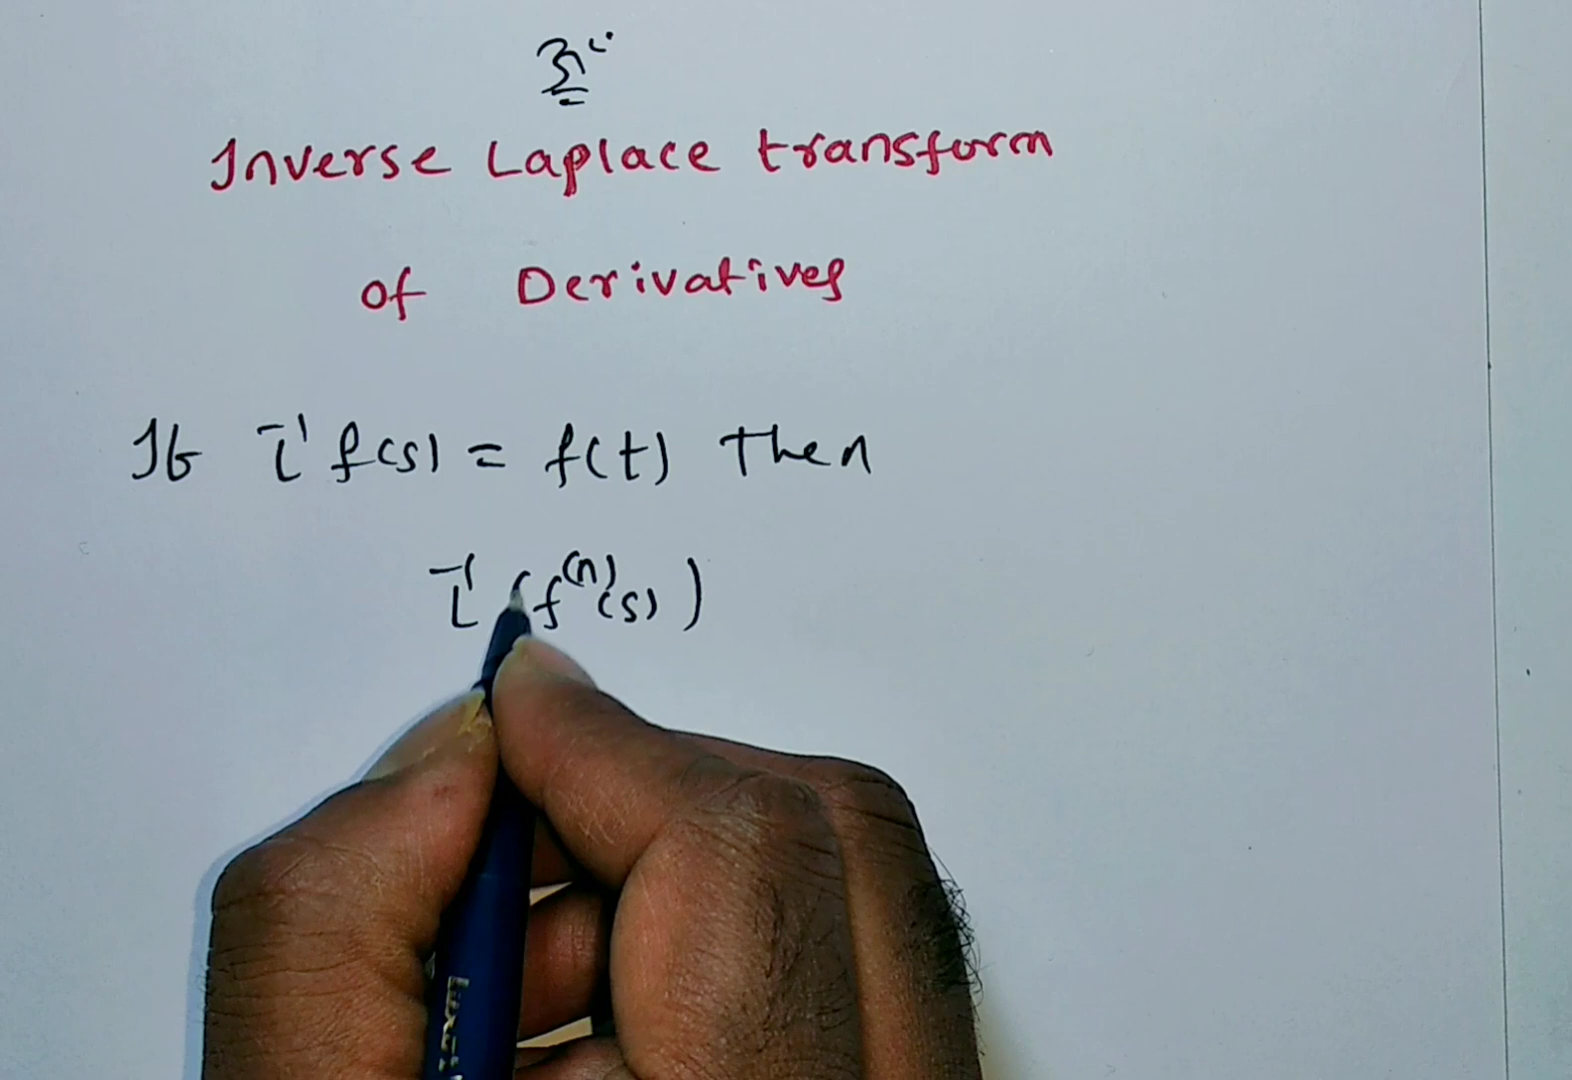 శ్రీః
Inverse Laplace transform
of Derivatives
If L⁻¹ f(s) = f(t) Then
L⁻¹ (f⁽ⁿ⁾(s))